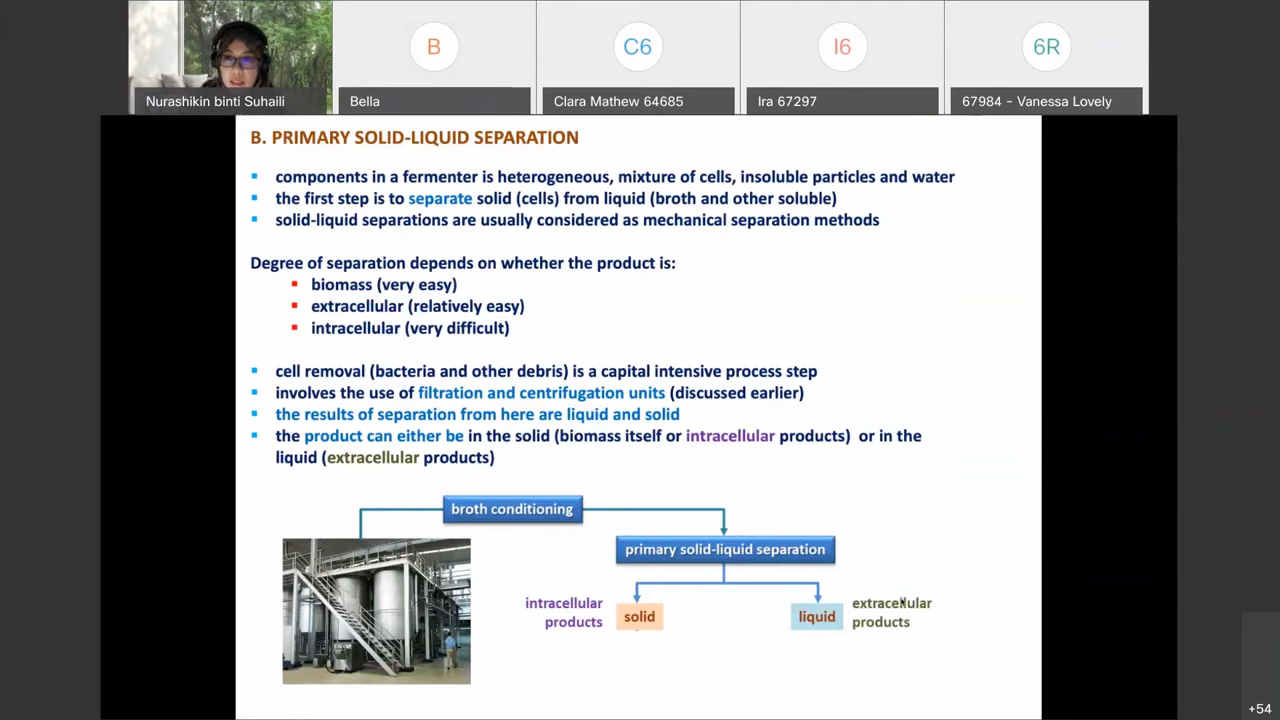 B
C6
I6
6R
Nurashikin binti Suhaili
Bella
Clara Mathew 64685
Ira 67297
67984 - Vanessa Lovely
B. PRIMARY SOLID-LIQUID SEPARATION
components in a fermenter is heterogeneous, mixture of cells, insoluble particles and water
the first step is to separate solid (cells) from liquid (broth and other soluble)
solid-liquid separations are usually considered as mechanical separation methods
Degree of separation depends on whether the product is:
biomass (very easy)
extracellular (relatively easy)
intracellular (very difficult)
cell removal (bacteria and other debris) is a capital intensive process step
involves the use of filtration and centrifugation units (discussed earlier)
the results of separation from here are liquid and solid
the product can either be in the solid (biomass itself or intracellular products) or in the
liquid (extracellular products)
broth conditioning
primary solid-liquid separation
intracellular
products
solid
liquid
extracellular
products
+54